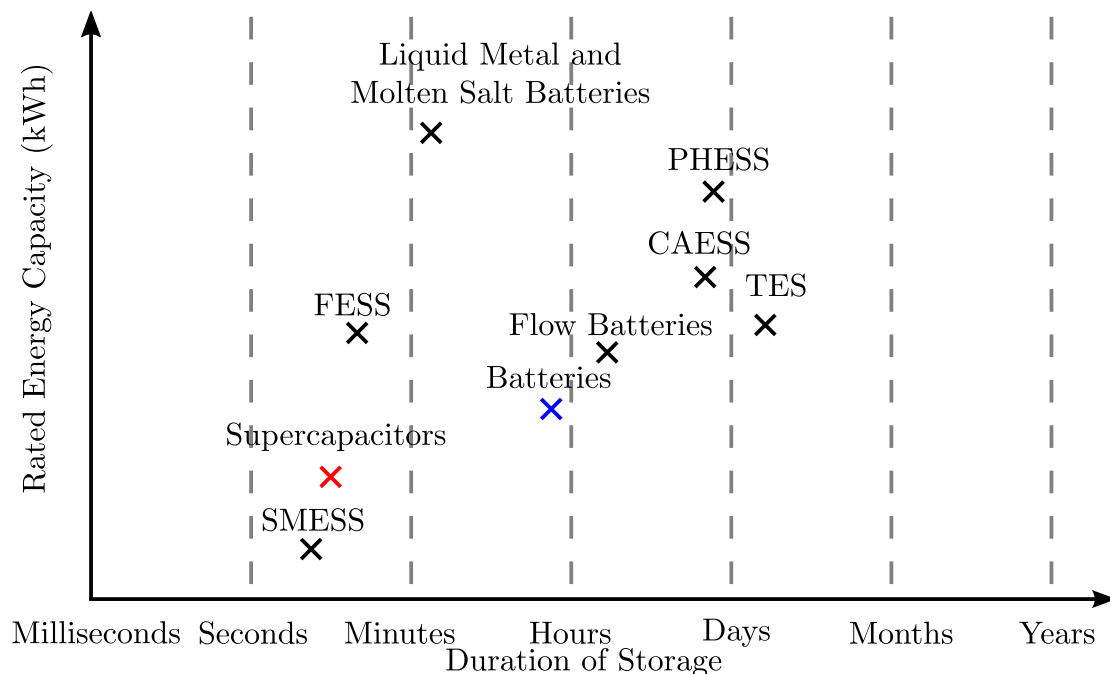 Rated Energy Capacity (kWh)
Liquid Metal and
Molten Salt Batteries
PHESS
CAESS
TES
FESS
Flow Batteries
Batteries
Supercapacitors
SMESS
Milliseconds Seconds Minutes Hours Days Months Years
Duration of Storage